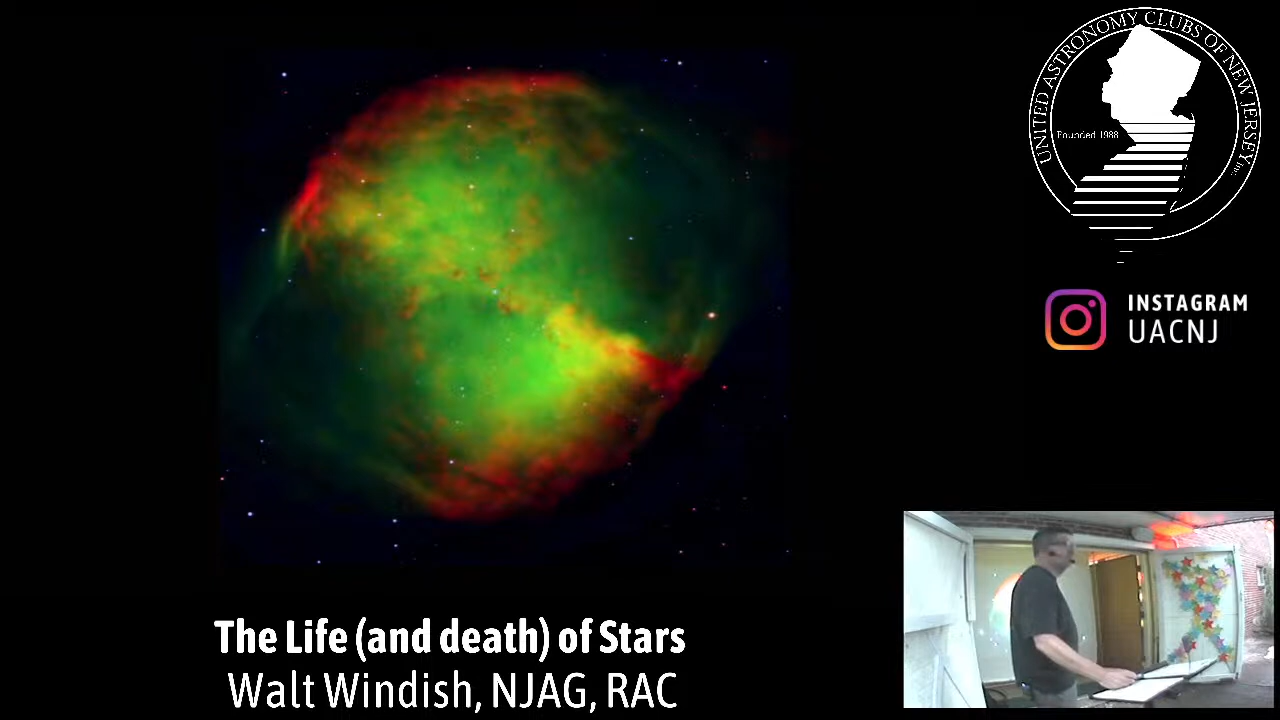 UNITED ASTRONOMY CLUBS OF NEW JERSEY, Inc.
Founded 1988
INSTAGRAM
UACNJ
The Life (and death) of Stars
Walt Windish, NJAG, RAC